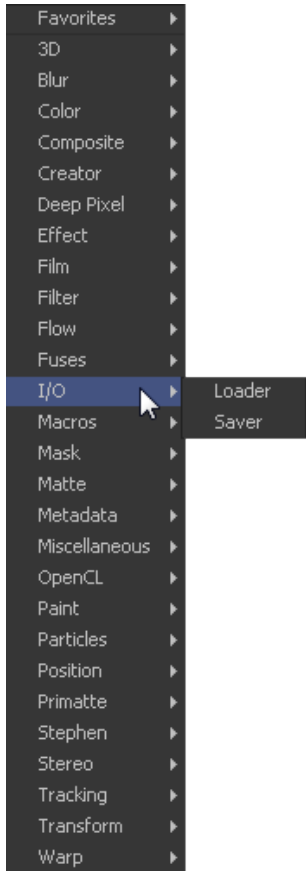 Favorites
3D
Blur
Color
Composite
Creator
Deep Pixel
Effect
Film
Filter
Flow
Fuses
I/O
Loader
Macros
Saver
Mask
Matte
Metadata
Miscellaneous
OpenCL
Paint
Particles
Position
Primatte
Stephen
Stereo
Tracking
Transform
Warp